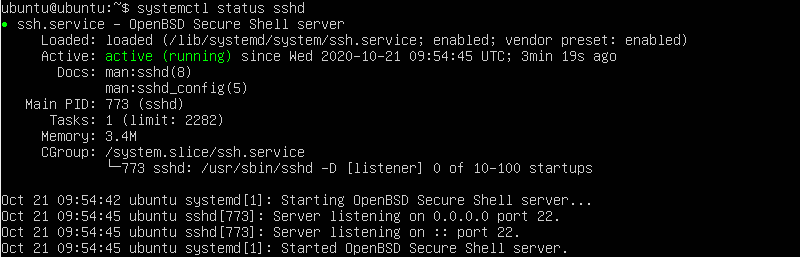 ubuntu@ubuntu:~$ systemctl status sshd
● ssh.service - OpenBSD Secure Shell server
     Loaded: loaded (/lib/systemd/system/ssh.service; enabled; vendor preset: enabled)
     Active: active (running) since Wed 2020-10-21 09:54:45 UTC; 3min 19s ago
       Docs: man:sshd(8)
             man:sshd_config(5)
   Main PID: 773 (sshd)
      Tasks: 1 (limit: 2282)
     Memory: 3.4M
     CGroup: /system.slice/ssh.service
             └─773 sshd: /usr/sbin/sshd -D [listener] 0 of 10-100 startups
Oct 21 09:54:42 ubuntu systemd[1]: Starting OpenBSD Secure Shell server...
Oct 21 09:54:45 ubuntu sshd[773]: Server listening on 0.0.0.0 port 22.
Oct 21 09:54:45 ubuntu sshd[773]: Server listening on :: port 22.
Oct 21 09:54:45 ubuntu systemd[1]: Started OpenBSD Secure Shell server.